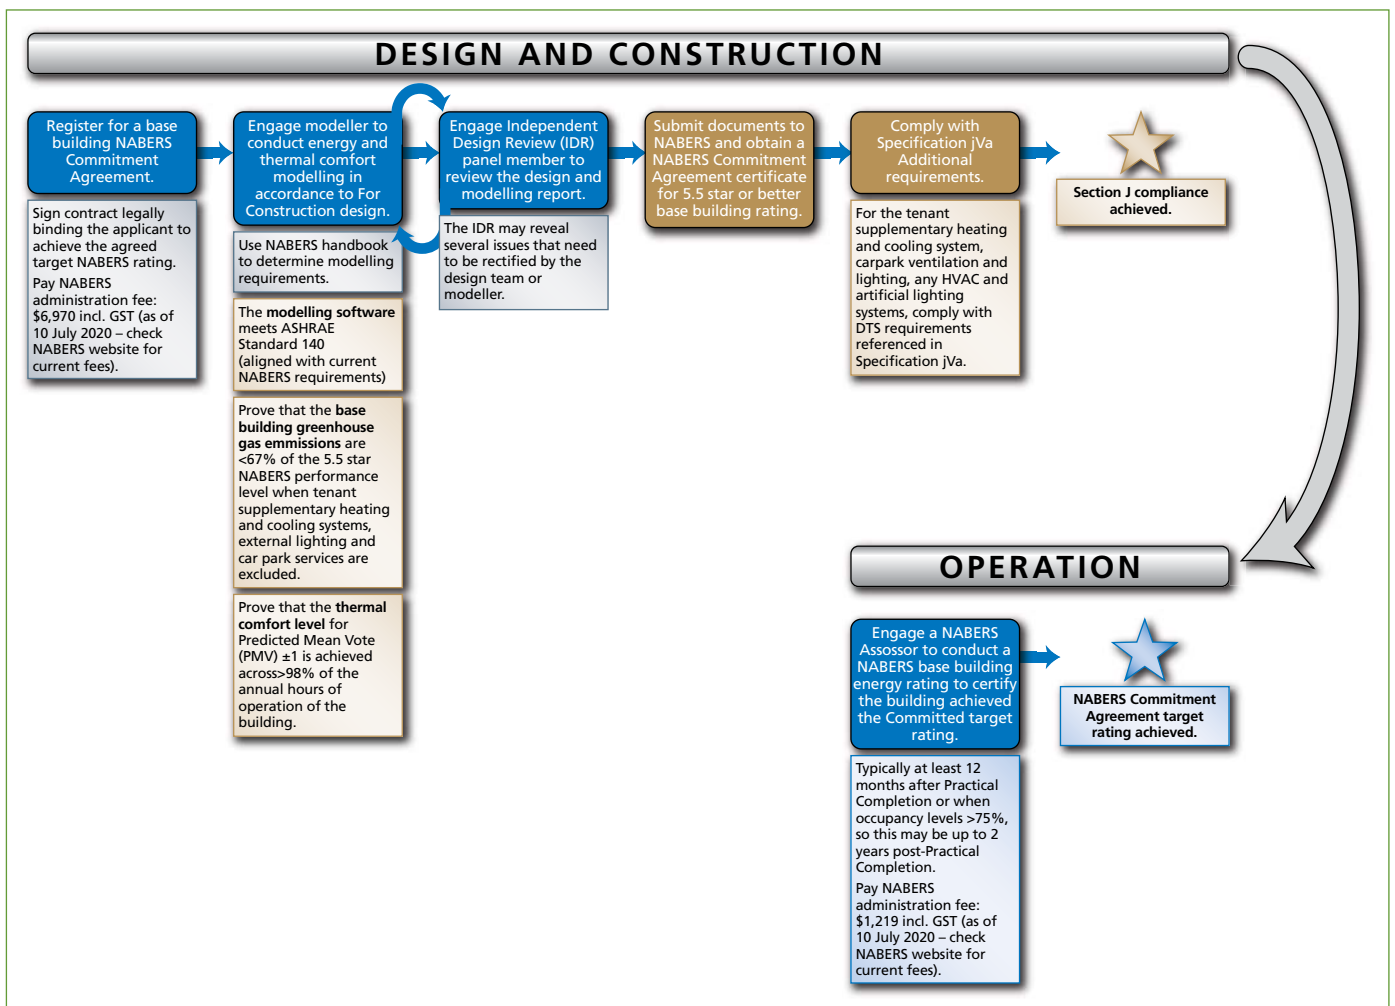 DESIGN AND CONSTRUCTION
Register for a base
building NABERS
Commitment
Agreement.
Sign contract legally
binding the applicant to
achieve the agreed
target NABERS rating.
Pay NABERS
administration fee:
$6,970 incl. GST (as of
10 July 2020 – check
NABERS website for
current fees).
Engage modeller to
conduct energy and
thermal comfort
modelling in
accordance to For
Construction design.
Use NABERS handbook
to determine modelling
requirements.
The modelling software
meets ASHRAE
Standard 140
(aligned with current
NABERS requirements)
Prove that the base
building greenhouse
gas emmissions are
<67% of the 5.5 star
NABERS performance
level when tenant
supplementary heating
and cooling systems,
external lighting and
car park services are
excluded.
Prove that the thermal
comfort level for
Predicted Mean Vote
(PMV) ±1 is achieved
across>98% of the
annual hours of
operation of the
building.
Engage Independent
Design Review (IDR)
panel member to
review the design and
modelling report.
The IDR may reveal
several issues that need
to be rectified by the
design team or
modeller.
Submit documents to
NABERS and obtain a
NABERS Commitment
Agreement certificate
for 5.5 star or better
base building rating.
Comply with
Specification jVa
Additional
requirements.
For the tenant
supplementary heating
and cooling system,
carpark ventilation and
lighting, any HVAC and
artificial lighting
systems, comply with
DTS requirements
referenced in
Specification jVa.
Section J compliance
achieved.
OPERATION
Engage a NABERS
Assossor to conduct a
NABERS base building
energy rating to certify
the building achieved
the Committed target
rating.
Typically at least 12
months after Practical
Completion or when
occupancy levels >75%,
so this may be up to 2
years post-Practical
Completion.
Pay NABERS
administration fee:
$1,219 incl. GST (as of
10 July 2020 – check
NABERS website for
current fees).
NABERS Commitment
Agreement target
rating achieved.